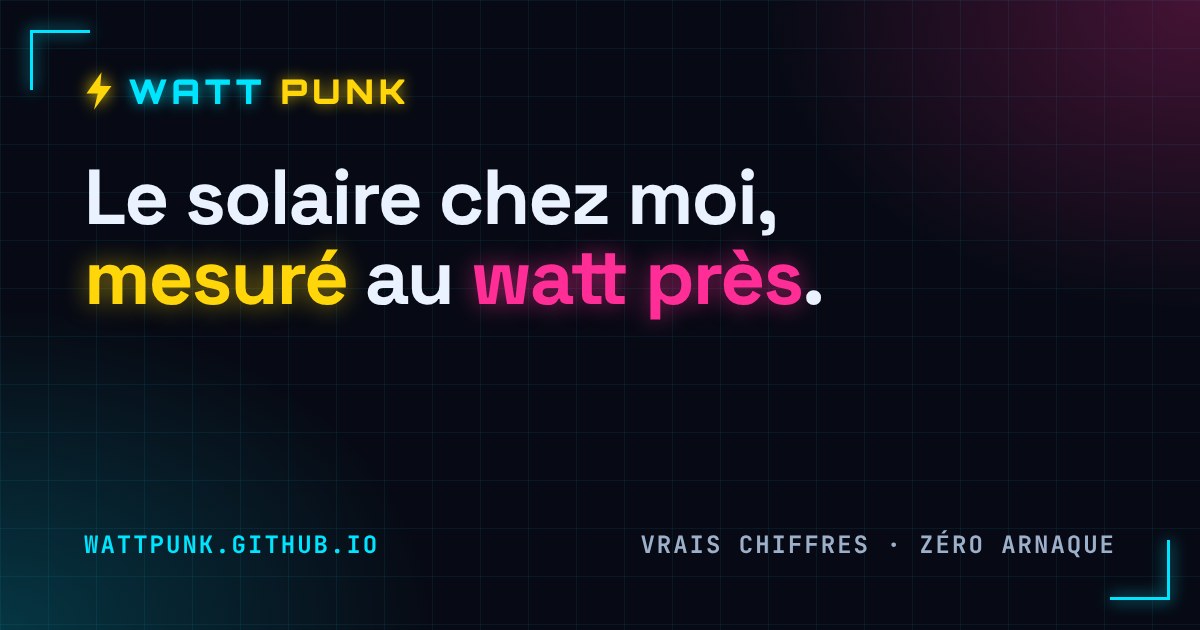 WATT PUNK
Le solaire chez moi,
mesuré au watt près.
WATTPUNK.GITHUB.IO
VRAIS CHIFFRES · ZÉRO ARNAQUE